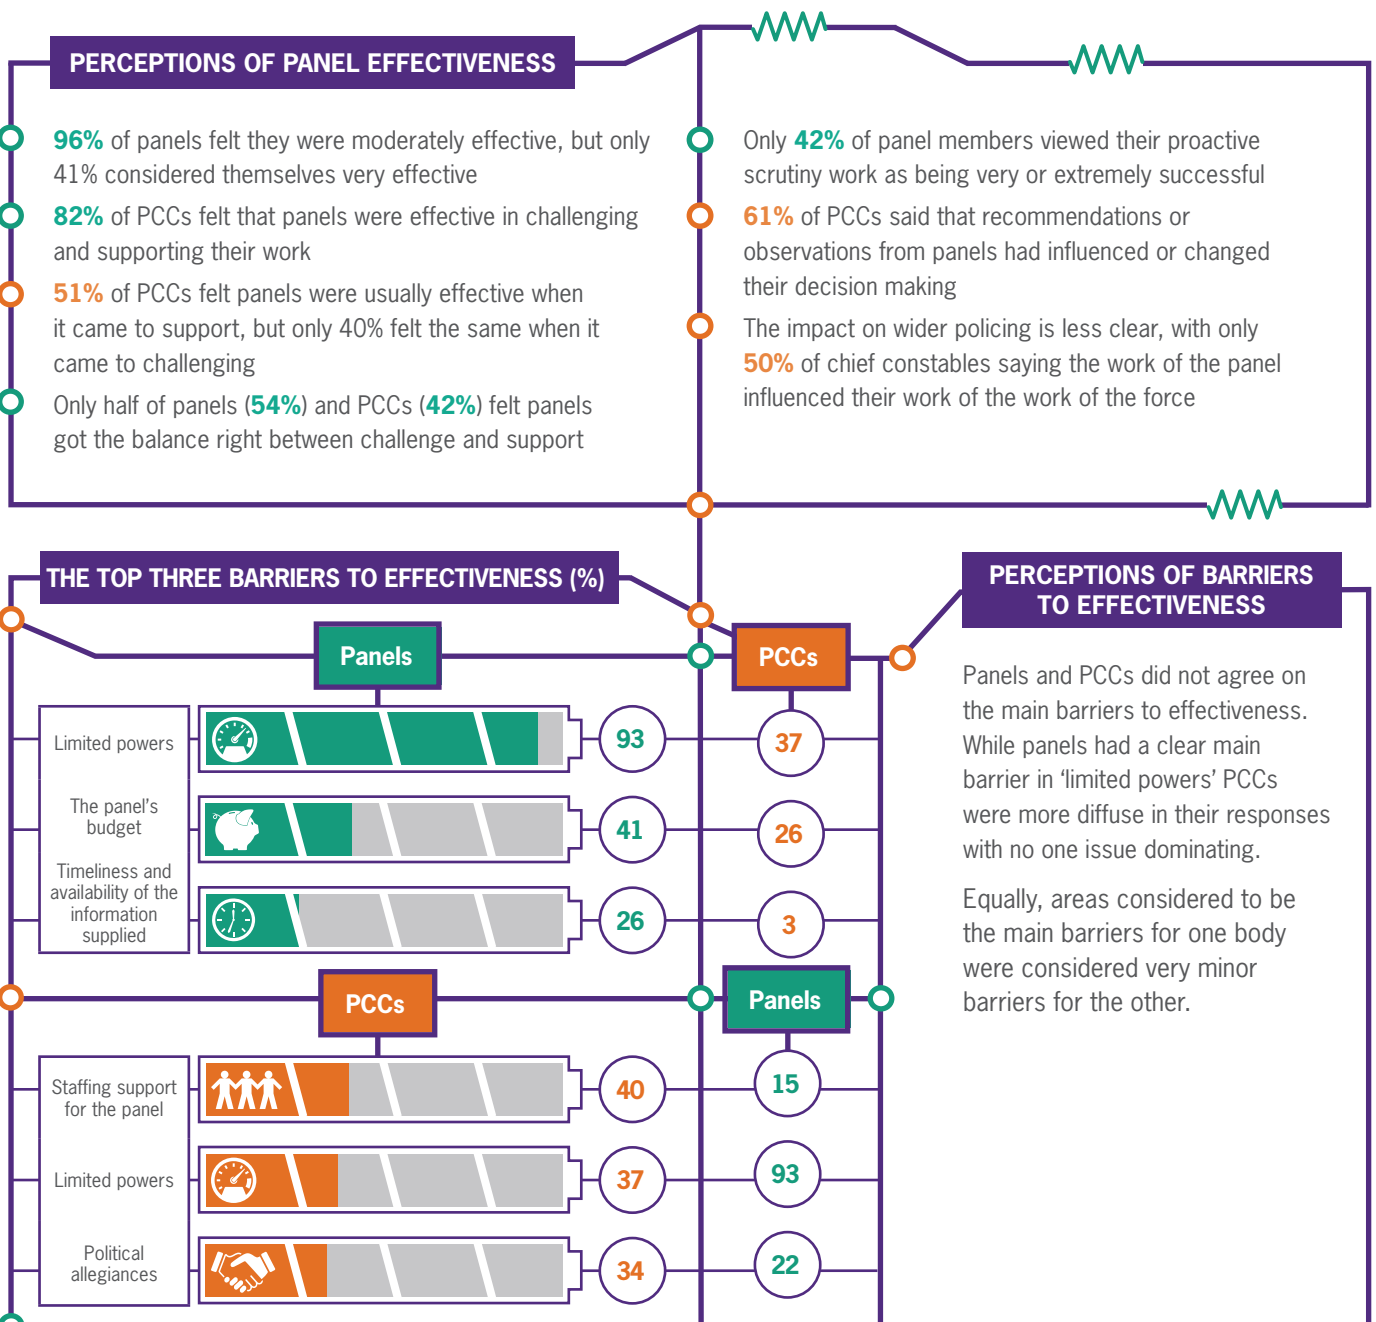 PERCEPTIONS OF PANEL EFFECTIVENESS
96% of panels felt they were moderately effective, but only
41% considered themselves very effective
82% of PCCs felt that panels were effective in challenging
and supporting their work
51% of PCCs felt panels were usually effective when
it came to support, but only 40% felt the same when it
came to challenging
Only half of panels (54%) and PCCs (42%) felt panels
got the balance right between challenge and support
Only 42% of panel members viewed their proactive
scrutiny work as being very or extremely successful
61% of PCCs said that recommendations or
observations from panels had influenced or changed
their decision making
The impact on wider policing is less clear, with only
50% of chief constables saying the work of the panel
influenced their work of the work of the force
THE TOP THREE BARRIERS TO EFFECTIVENESS (%)
Panels
PCCs
Limited powers
93
37
The panel's
budget
41
26
Timeliness and
availability of the
information
supplied
26
3
PCCs
Panels
Staffing support
for the panel
40
15
Limited powers
37
93
Political
allegiances
34
22
PERCEPTIONS OF BARRIERS
TO EFFECTIVENESS
Panels and PCCs did not agree on
the main barriers to effectiveness.
While panels had a clear main
barrier in ‘limited powers’ PCCs
were more diffuse in their responses
with no one issue dominating.
Equally, areas considered to be
the main barriers for one body
were considered very minor
barriers for the other.